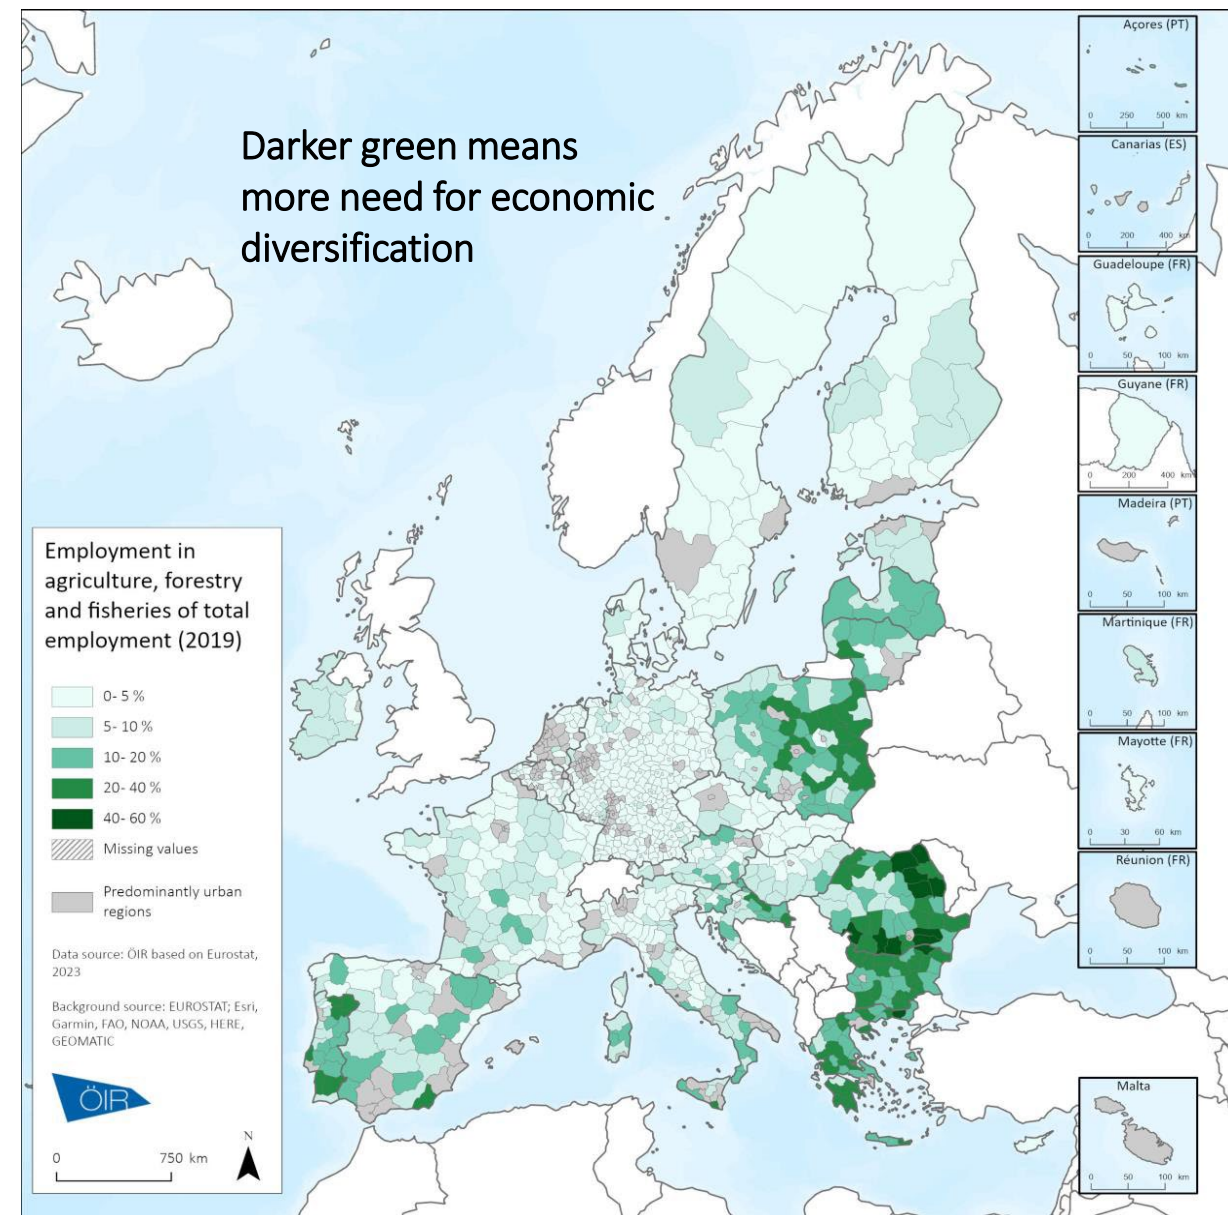 Darker green means
more need for economic
diversification
Employment in
agriculture, forestry
and fisheries of total
employment (2019)
0- 5 %
5- 10 %
10- 20 %
20- 40 %
40- 60 %
Missing values
Predominantly urban
regions
Data source: ÖIR based on Eurostat,
2023
Background source: EUROSTAT; Esri,
Garmin, FAO, NOAA, USGS, HERE,
GEOMATIC
ÖIR
N
0 750 km
Açores (PT)
0 250 500 km
Canarias (ES)
0 200 400 km
Guadeloupe (FR)
0 50 100 km
Guyane (FR)
0 200 400 km
Madeira (PT)
0 50 100 km
Martinique (FR)
0 50 100 km
Mayotte (FR)
0 30 60 km
Réunion (FR)
0 50 100 km
Malta
0 50 100 km